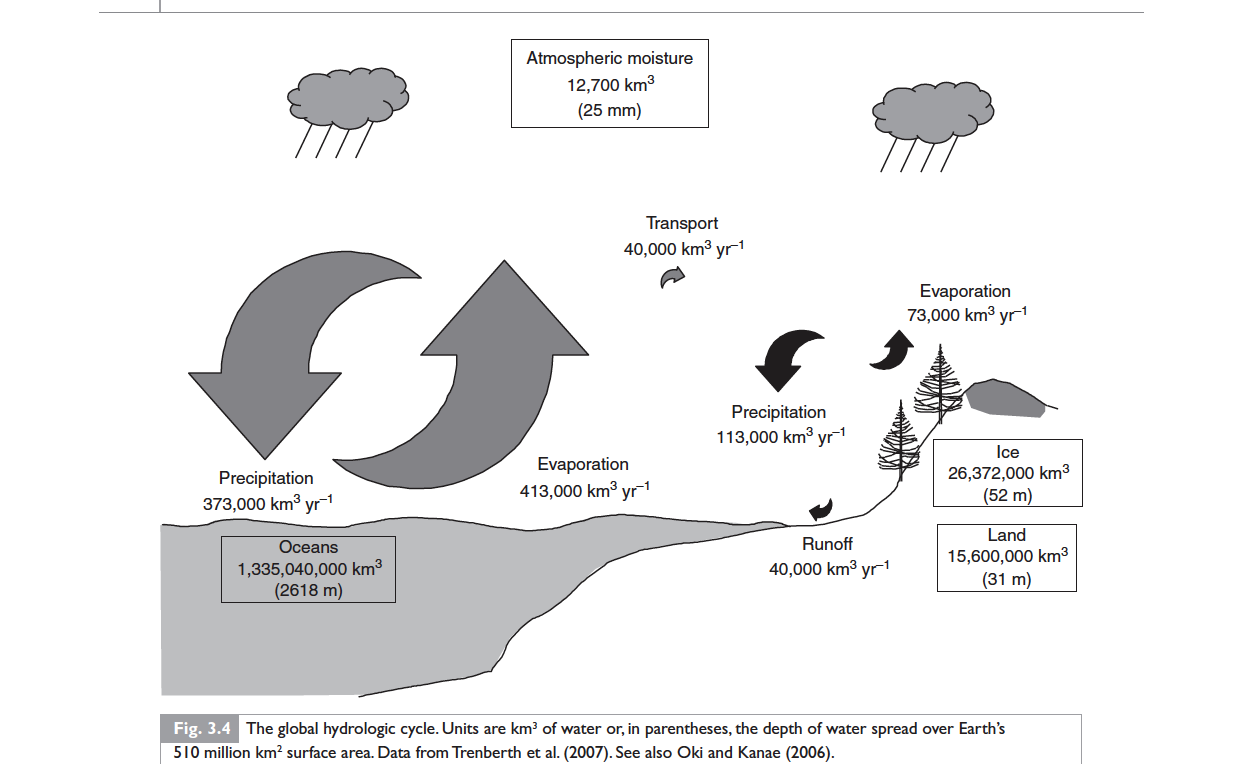 Atmospheric moisture
12,700 km³
(25 mm)
Transport
40,000 km³ yr⁻¹
Evaporation
73,000 km³ yr⁻¹
Precipitation
113,000 km³ yr⁻¹
Ice
26,372,000 km³
(52 m)
Evaporation
413,000 km³ yr⁻¹
Precipitation
373,000 km³ yr⁻¹
Oceans
1,335,040,000 km³
(2618 m)
Runoff
40,000 km³ yr⁻¹
Land
15,600,000 km³
(31 m)
Fig. 3.4 The global hydrologic cycle. Units are km³ of water or, in parentheses, the depth of water spread over Earth’s
510 million km² surface area. Data from Trenberth et al. (2007). See also Oki and Kanae (2006).